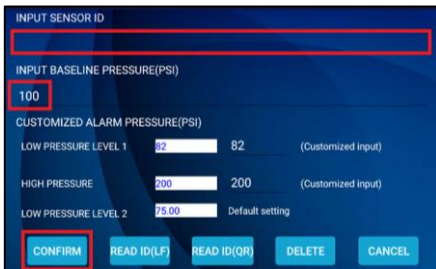 INPUT SENSOR ID
INPUT BASELINE PRESSURE(PSI)
100
CUSTOMIZED ALARM PRESSURE(PSI)
LOW PRESSURE LEVEL 1 82 82 (Customized input)
HIGH PRESSURE 200 200 (Customized input)
LOW PRESSURE LEVEL 2 75.00 Default setting
CONFIRM READ ID(LF) READ ID(QR) DELETE CANCEL